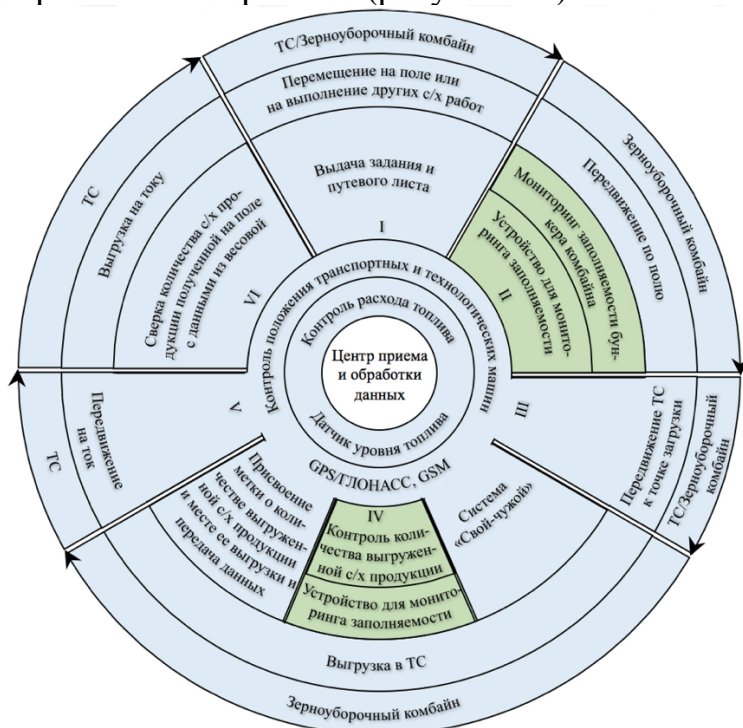 ТС/Зерноуборочный комбайн
Перемещение на поле или
на выполнение других с/х работ
Выдача задания и
путевого листа
I
Зерноуборочный комбайн
Передвижение по полю
Мониторинг заполняемости бун-
кера комбайна
Устройство для монито-
ринга заполняемости
II
ТС/Зерноуборочный
комбайн
Передвижение ТС
к точке загрузки
III
Система
«Свой-чужой»
IV
Контроль коли-
чества выгружен-
ной с/х продукции
Устройство для монито-
ринга заполняемости
Присвоение
метки о коли-
честве выгружен-
ной с/х продукции
и месте ее выгрузки и
передача данных
Выгрузка в ТС
Зерноуборочный комбайн
ТС
Передвижение
на ток
V
ТС
Выгрузка на току
Сверка количества с/х про-
дукции полученной на поле
с данными из весовой
VI
Контроль положения транспортных и технологических машин
GPS/ГЛОНАСС, GSM
Контроль расхода топлива
Датчик уровня топлива
Центр приема
и обработки
данных